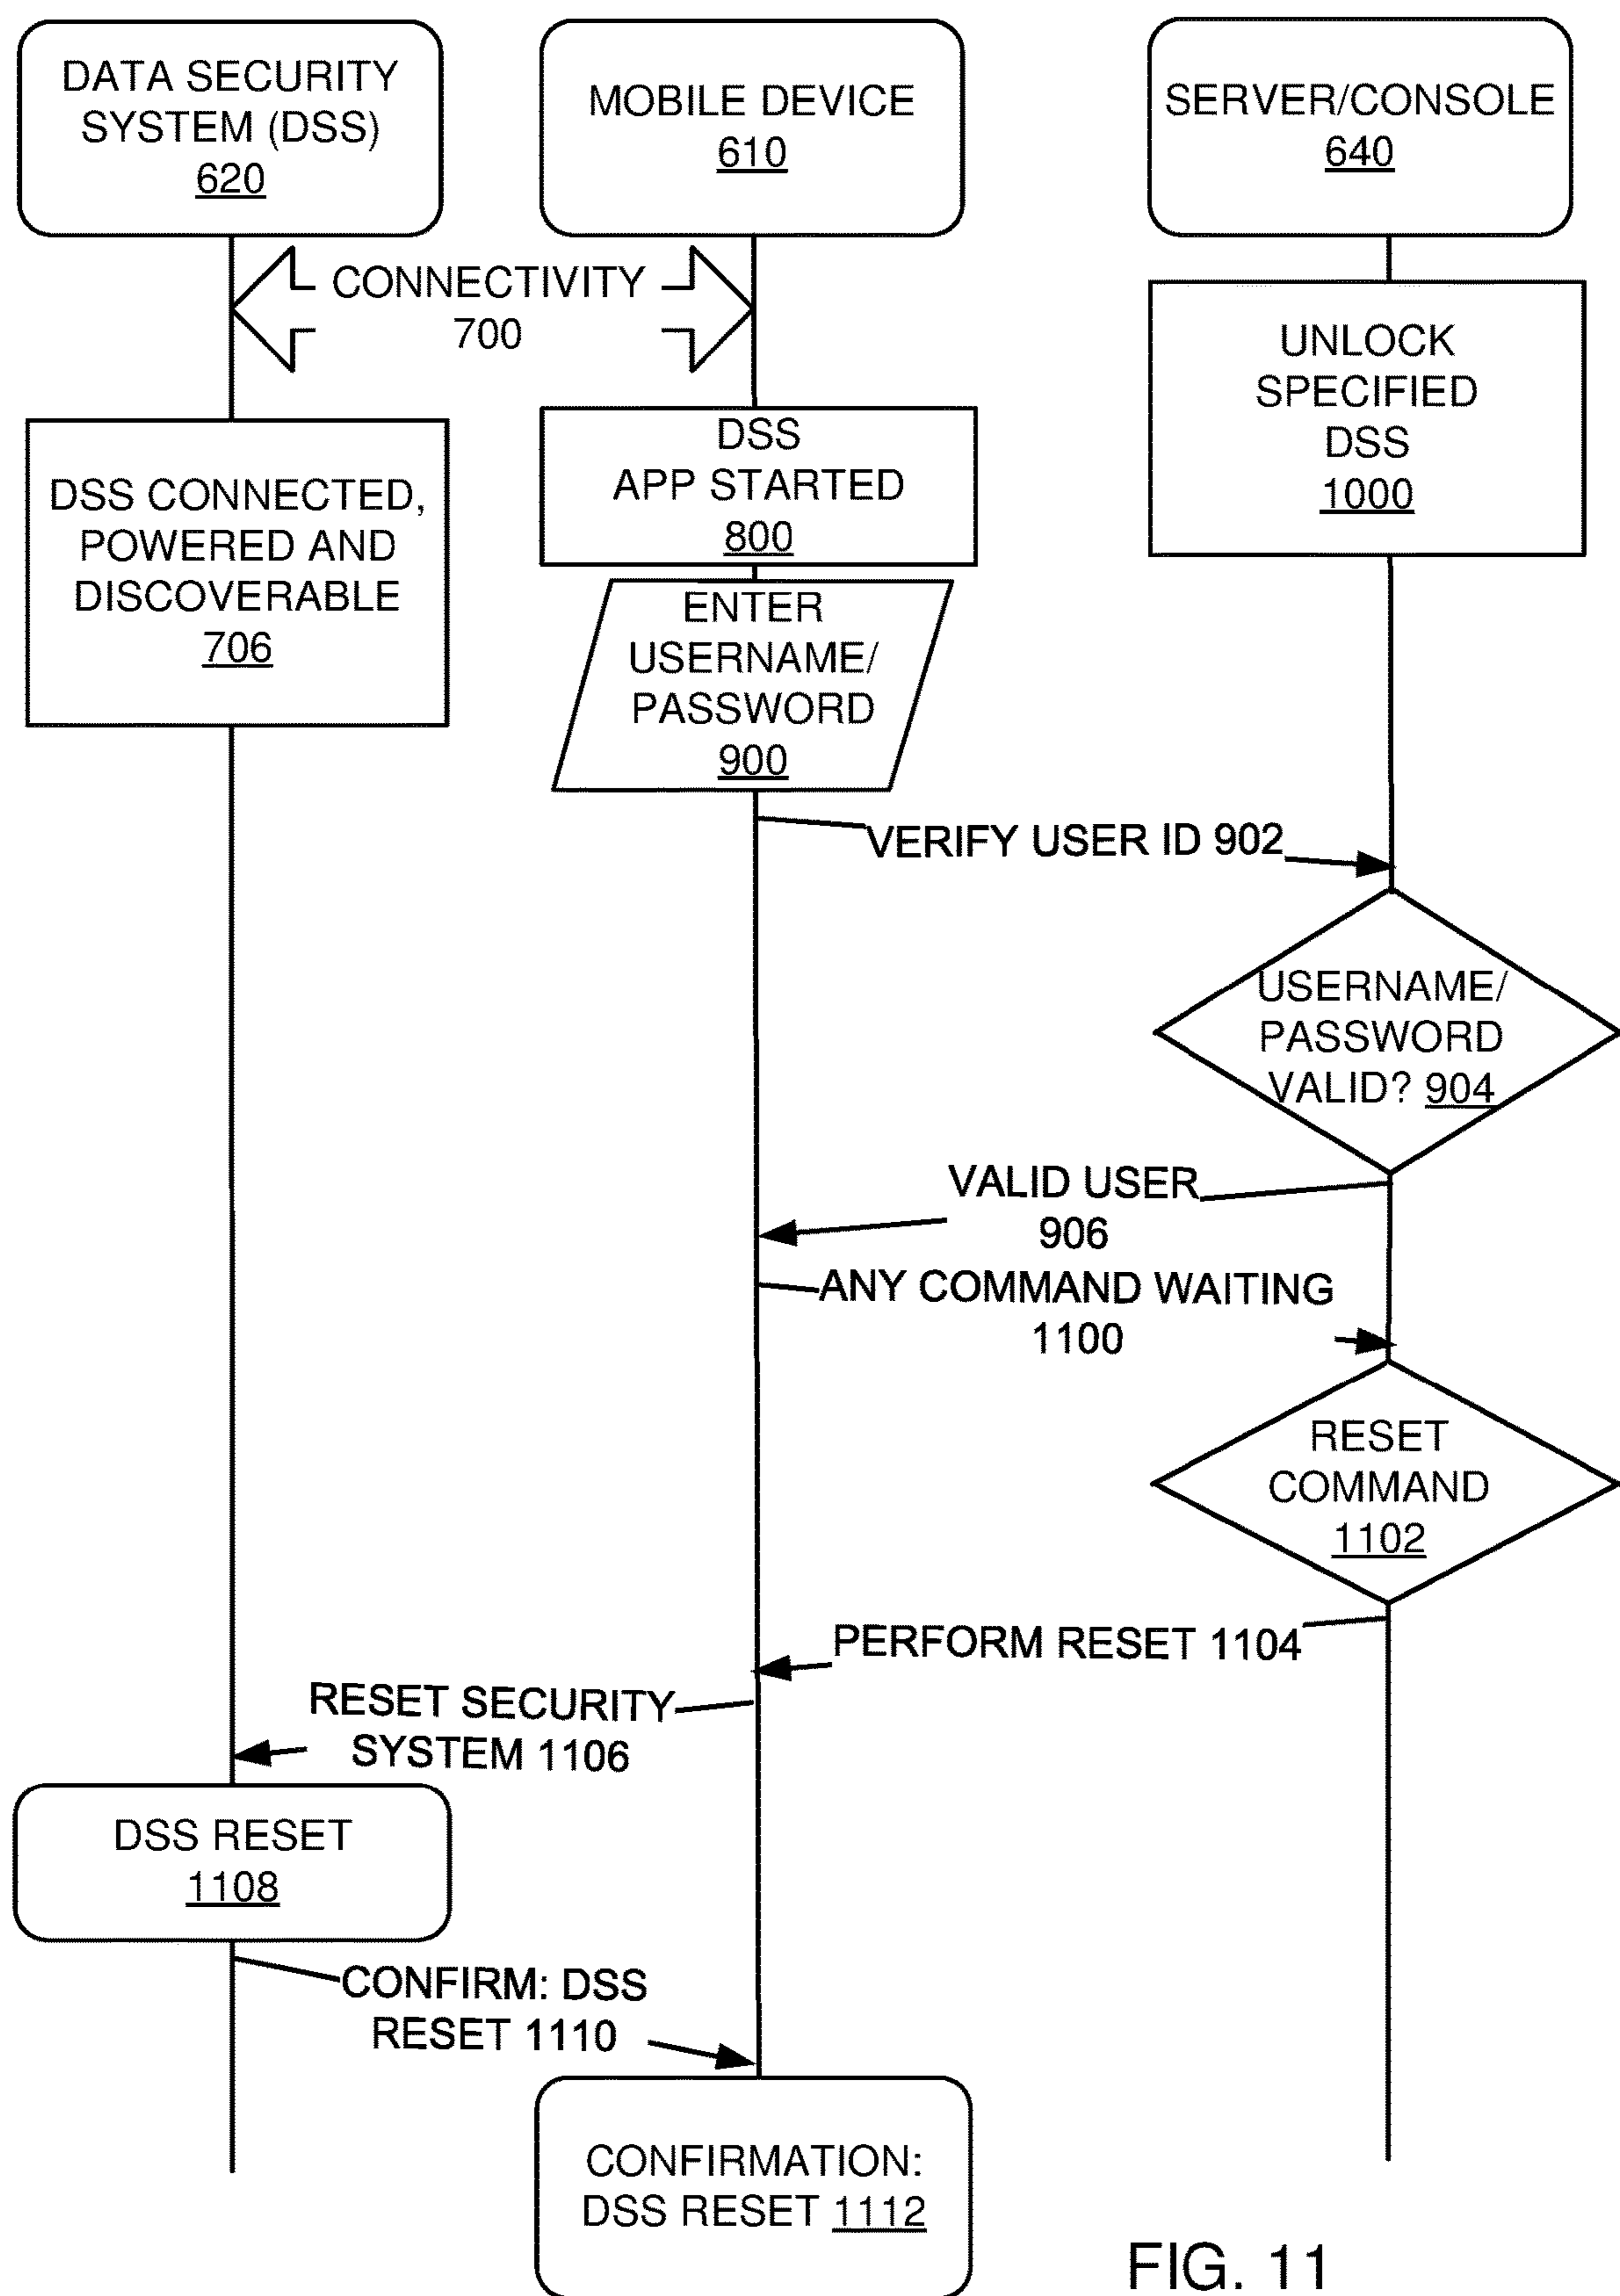 DATA SECURITY
SYSTEM (DSS)
620
MOBILE DEVICE
610
SERVER/CONSOLE
640
CONNECTIVITY
700
UNLOCK
SPECIFIED
DSS
1000
DSS CONNECTED,
POWERED AND
DISCOVERABLE
706
DSS
APP STARTED
800
ENTER
USERNAME/
PASSWORD
900
VERIFY USER ID 902
USERNAME/
PASSWORD
VALID? 904
VALID USER
906
ANY COMMAND WAITING
1100
RESET
COMMAND
1102
PERFORM RESET 1104
RESET SECURITY
SYSTEM 1106
DSS RESET
1108
CONFIRM: DSS
RESET 1110
CONFIRMATION:
DSS RESET 1112
FIG. 11